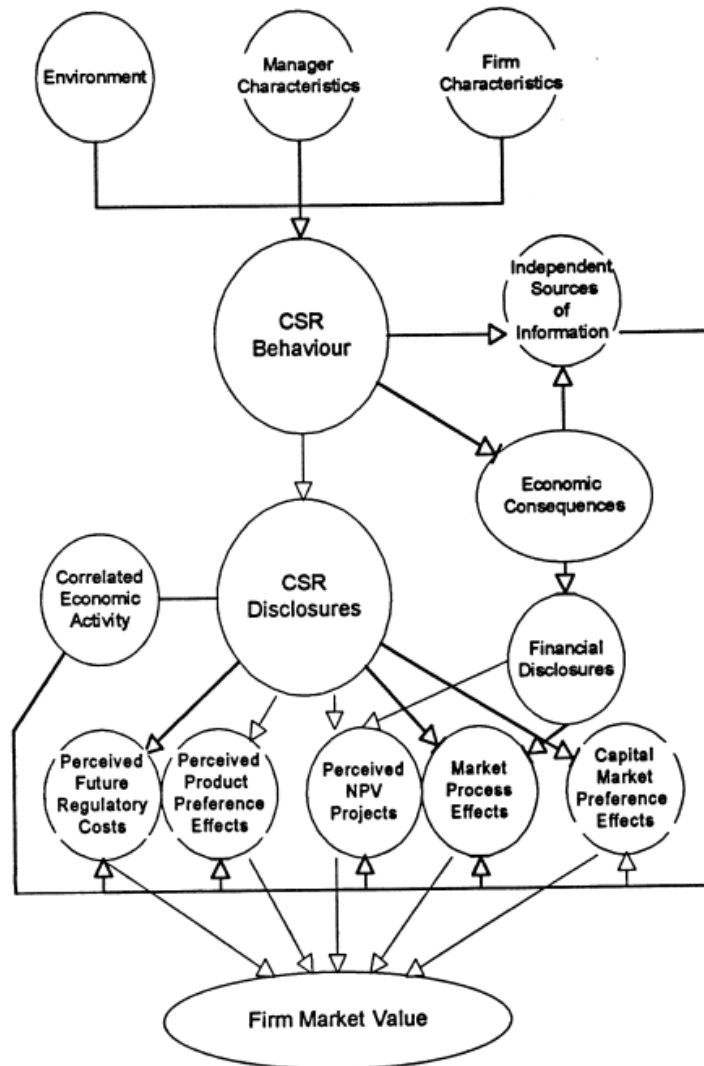 Environment
Manager
Characteristics
Firm
Characteristics
CSR
Behaviour
Independent
Sources
of
Information
Economic
Consequences
Correlated
Economic
Activity
CSR
Disclosures
Financial
Disclosures
Perceived
Future
Regulatory
Costs
Perceived
Product
Preference
Effects
Perceived
NPV
Projects
Market
Process
Effects
Capital
Market
Preference
Effects
Firm Market Value